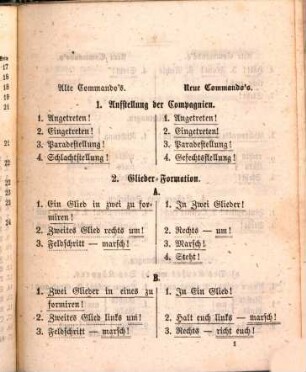 Alte Commando's.
Neue Commando's.
1. Aufstellung der Compagnien.
1. Angetreten!
2. Eingetreten!
3. Paradestellung!
4. Schlachtstellung!
1. Angetreten!
2. Eingetreten!
3. Paradestellung!
4. Gefechtsstellung!
2. Glieder-Formation.
A.
1. Ein Glied in zwei zu for-
miren!
2. Zweites Glied rechts um!
3. Feldschritt — marsch!
1. In Zwei Glieder!
2. Rechts — um!
3. Marsch!
4. Steht!
B.
1. Zwei Glieder in eines zu
formiren!
2. Zweites Glied links um!
3. Feldschritt — marsch!
1. In Ein Glied!
2. Halt euch links — marsch!
3. Rechts — richt euch!
1